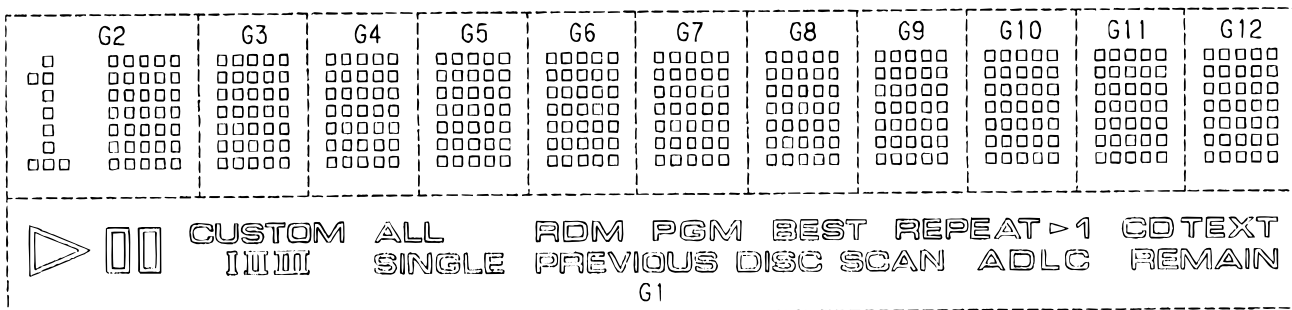 G2 G3 G4 G5 G6 G7 G8 G9 G10 G11 G12
CUSTOM ALL RDM PGM BEST REPEAT ▷ 1 CD TEXT
I II III SINGLE PREVIOUS DISC SCAN ADLC REMAIN
G1